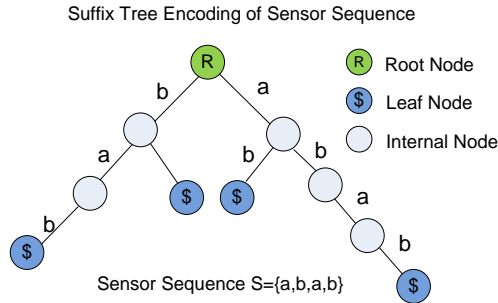 Suffix Tree Encoding of Sensor Sequence
R
R Root Node
b a
$ Leaf Node
Internal Node
a b b
$ $
a
b b
$
$
Sensor Sequence S={a,b,a,b}